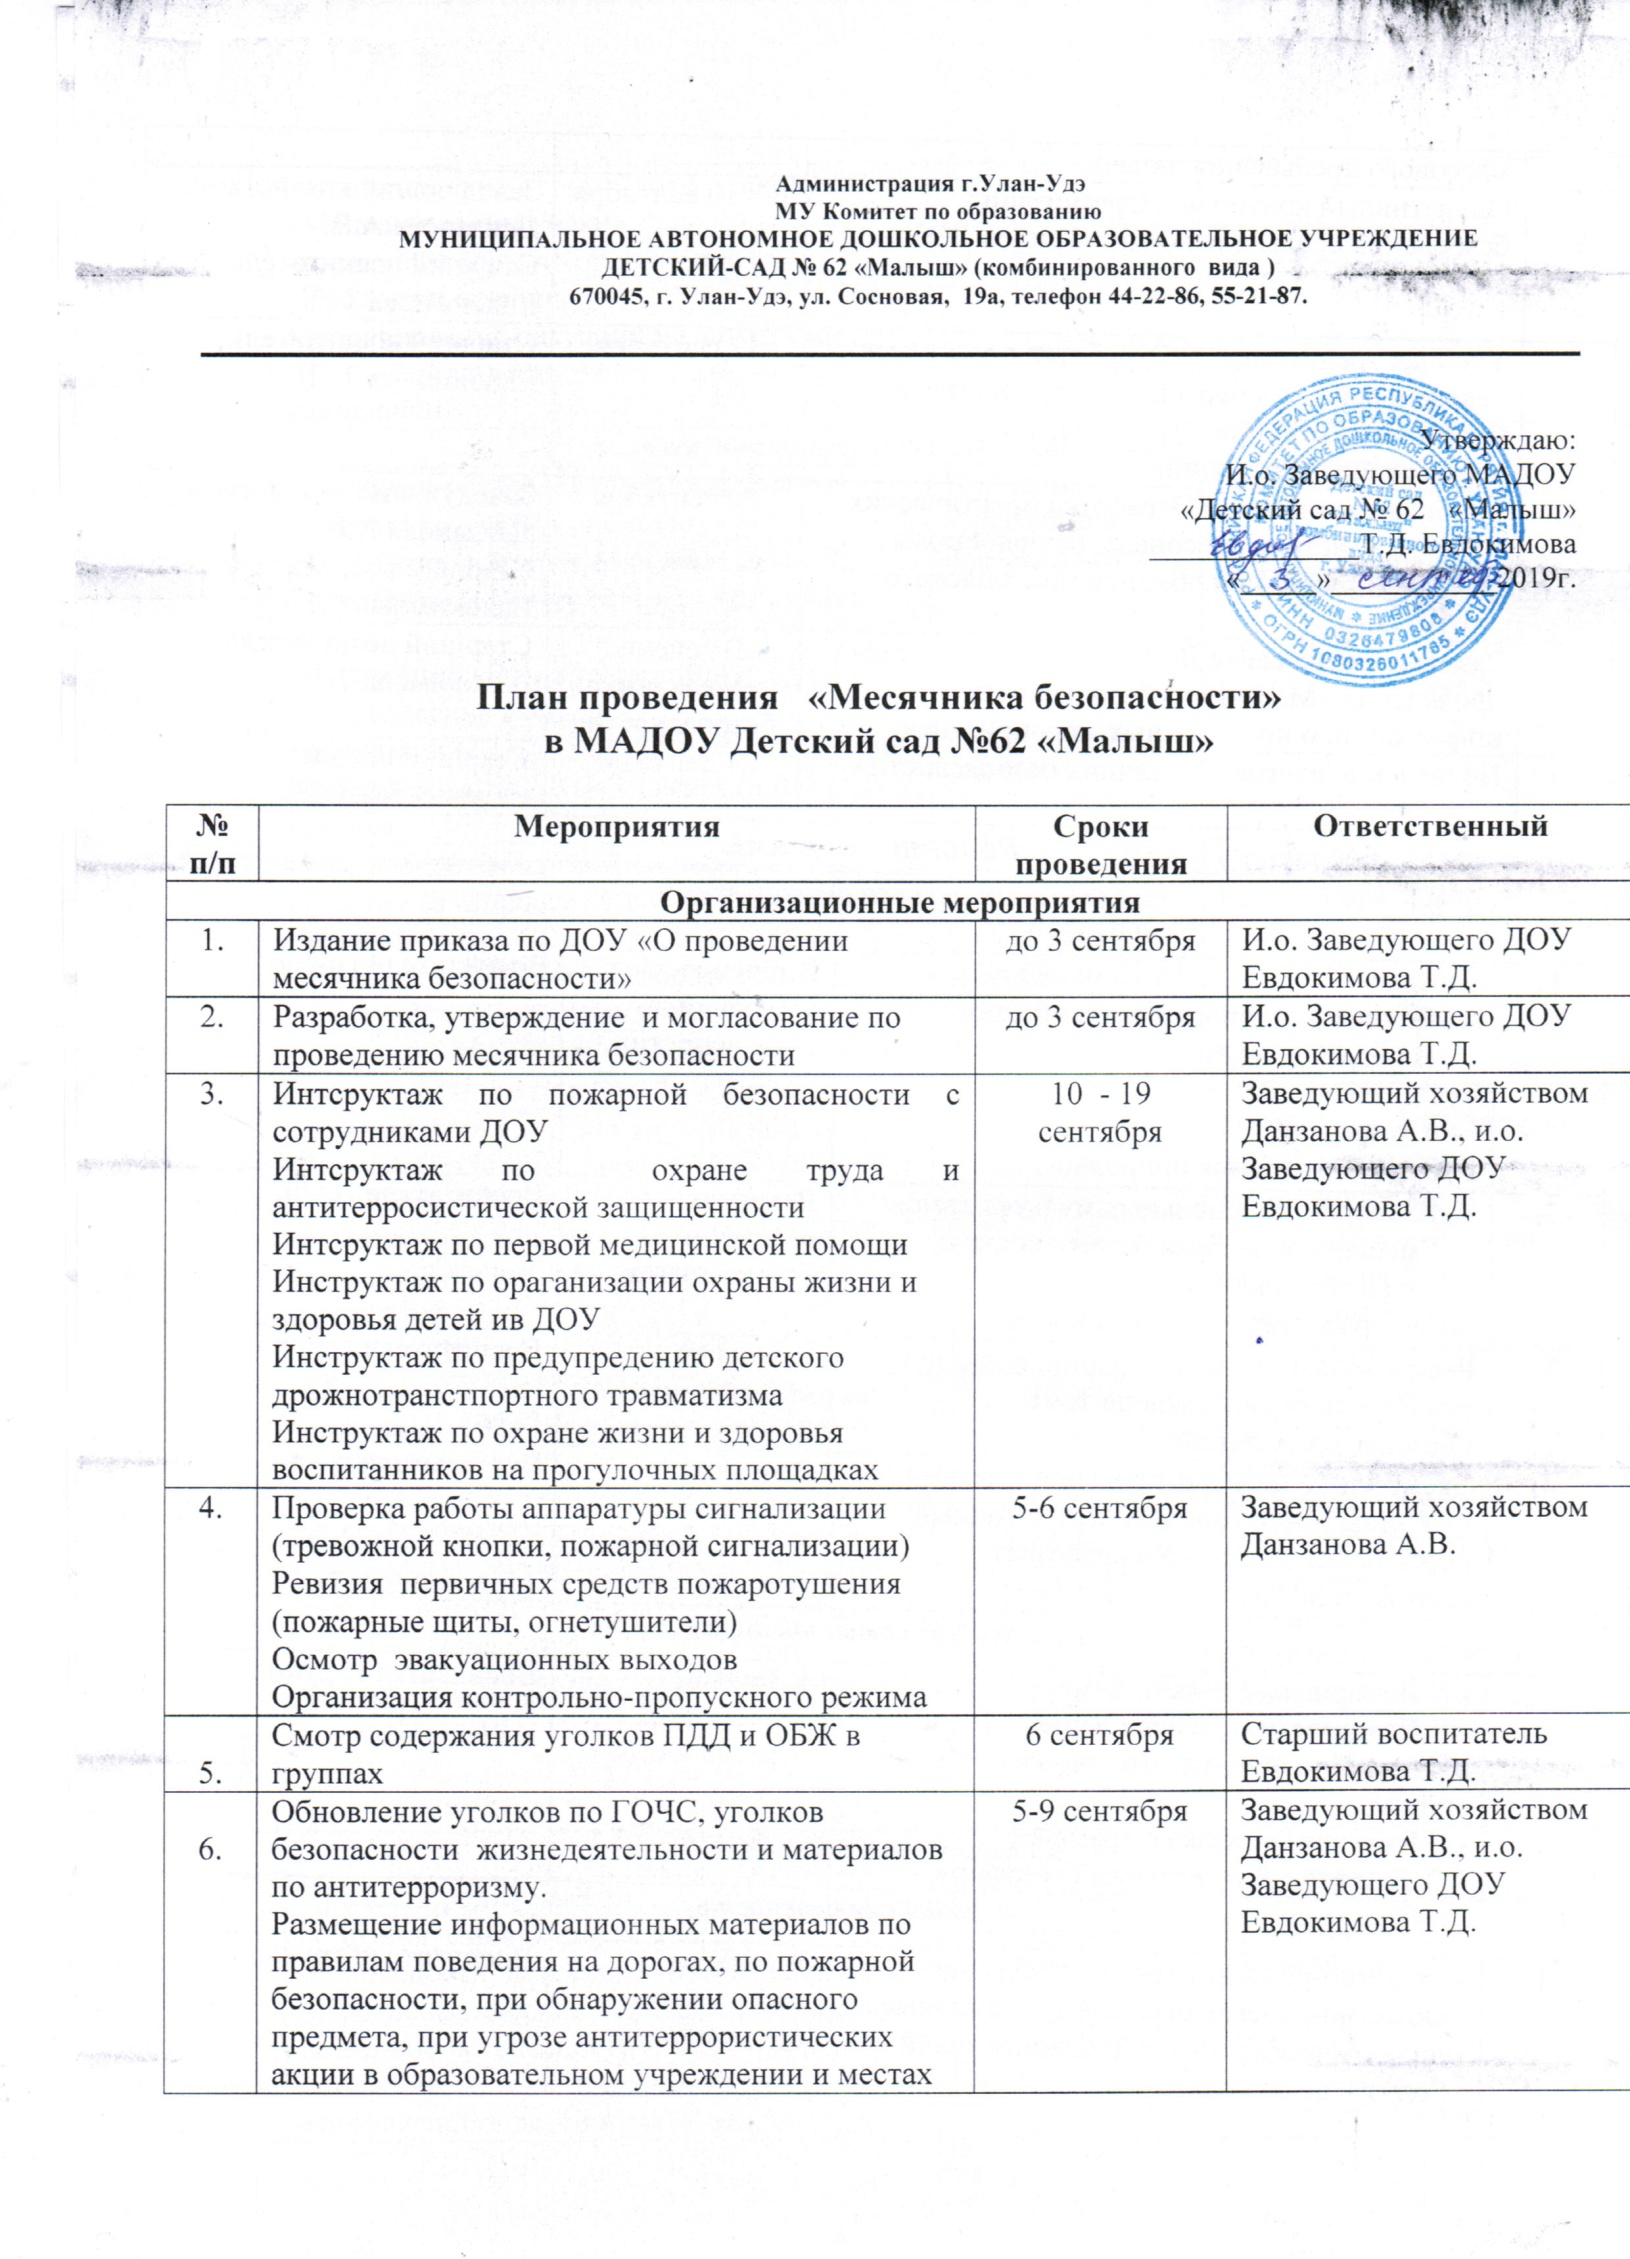 Администрация г.Улан-Удэ
МУ Комитет по образованию
МУНИЦИПАЛЬНОЕ АВТОНОМНОЕ ДОШКОЛЬНОЕ ОБРАЗОВАТЕЛЬНОЕ УЧРЕЖДЕНИЕ
ДЕТСКИЙ-САД № 62 «Малыш» (комбинированного вида )
670045, г. Улан-Удэ, ул. Сосновая, 19а, телефон 44-22-86, 55-21-87.
Утверждаю:
И.о. Заведующего МАДОУ
«Детский сад № 62 «Малыш»
Т.Д. Евдокимова
« 3 » сентяб 2019г.
ОГРН 1080326011765
ИНН 0326479808
План проведения «Месячника безопасности»
в МАДОУ Детский сад №62 «Малыш»
№ Мероприятия Сроки Ответственный
п/п проведения
Организационные мероприятия
1. Издание приказа по ДОУ «О проведении до 3 сентября И.о. Заведующего ДОУ
месячника безопасности» Евдокимова Т.Д.
2. Разработка, утверждение и могласование по до 3 сентября И.о. Заведующего ДОУ
проведению месячника безопасности Евдокимова Т.Д.
3. Интсруктаж по пожарной безопасности с 10 - 19 Заведующий хозяйством
сотрудниками ДОУ сентября Данзанова А.В., и.о.
Интсруктаж по охране труда и Заведующего ДОУ
антитерросистической защищенности Евдокимова Т.Д.
Интсруктаж по первой медицинской помощи
Инструктаж по ораганизации охраны жизни и
здоровья детей ив ДОУ
Инструктаж по предупредению детского
дрожнотранстпортного травматизма
Инструктаж по охране жизни и здоровья
воспитанников на прогулочных площадках
4. Проверка работы аппаратуры сигнализации 5-6 сентября Заведующий хозяйством
(тревожной кнопки, пожарной сигнализации) Данзанова А.В.
Ревизия первичных средств пожаротушения
(пожарные щиты, огнетушители)
Осмотр эвакуационных выходов
Организация контрольно-пропускного режима
Смотр содержания уголков ПДД и ОБЖ в 6 сентября Старший воспитатель
5. группах Евдокимова Т.Д.
Обновление уголков по ГОЧС, уголков 5-9 сентября Заведующий хозяйством
6. безопасности жизнедеятельности и материалов Данзанова А.В., и.о.
по антитерроризму. Заведующего ДОУ
Размещение информационных материалов по Евдокимова Т.Д.
правилам поведения на дорогах, по пожарной
безопасности, при обнаружении опасного
предмета, при угрозе антитеррористических
акции в образовательном учреждении и местах